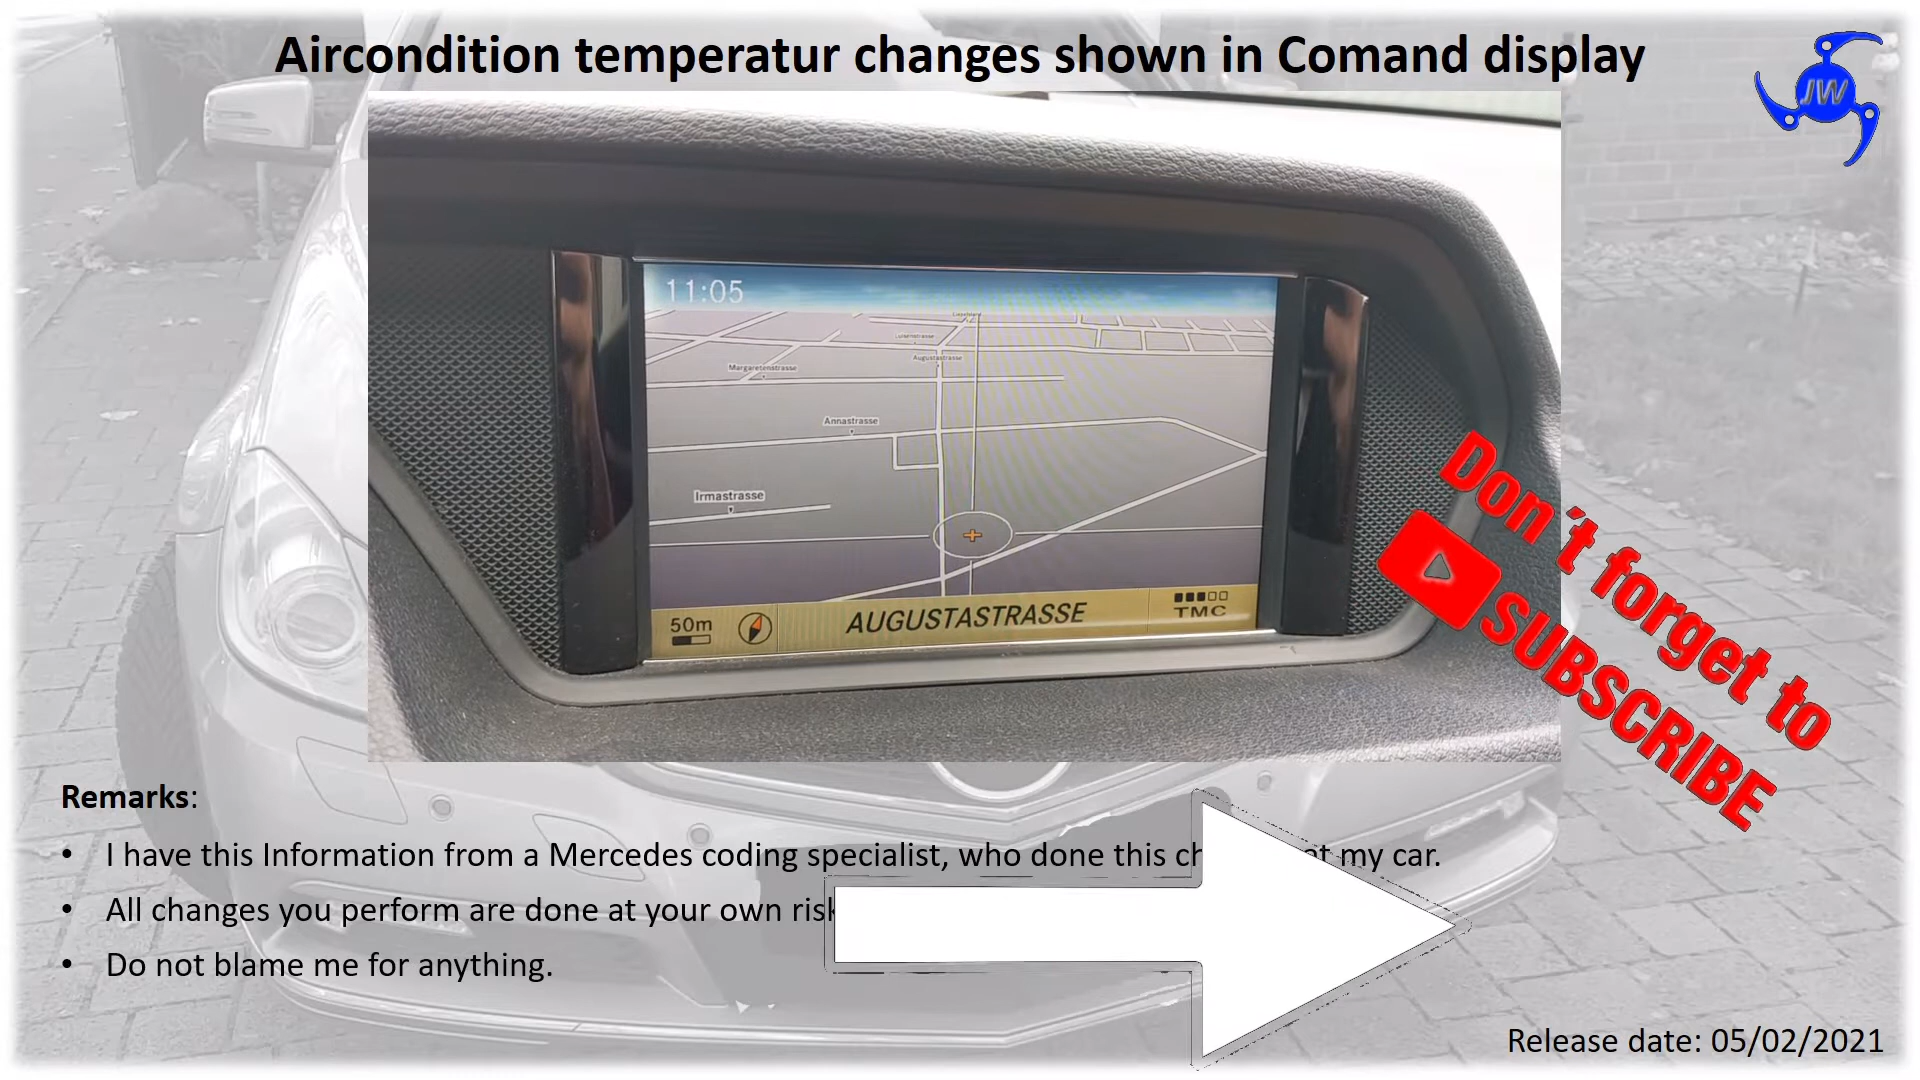 Aircondition temperatur changes shown in Comand display
JW
11:05
Luisenstrasse
Augustastrasse
Margaretenstrasse
Annastrasse
Irmastrasse
50m
AUGUSTASTRASSE
TMC
Don´t forget to
SUBSCRIBE
Remarks:
• I have this Information from a Mercedes coding specialist, who done this ch at my car.
• All changes you perform are done at your own risk
• Do not blame me for anything.
Release date: 05/02/2021